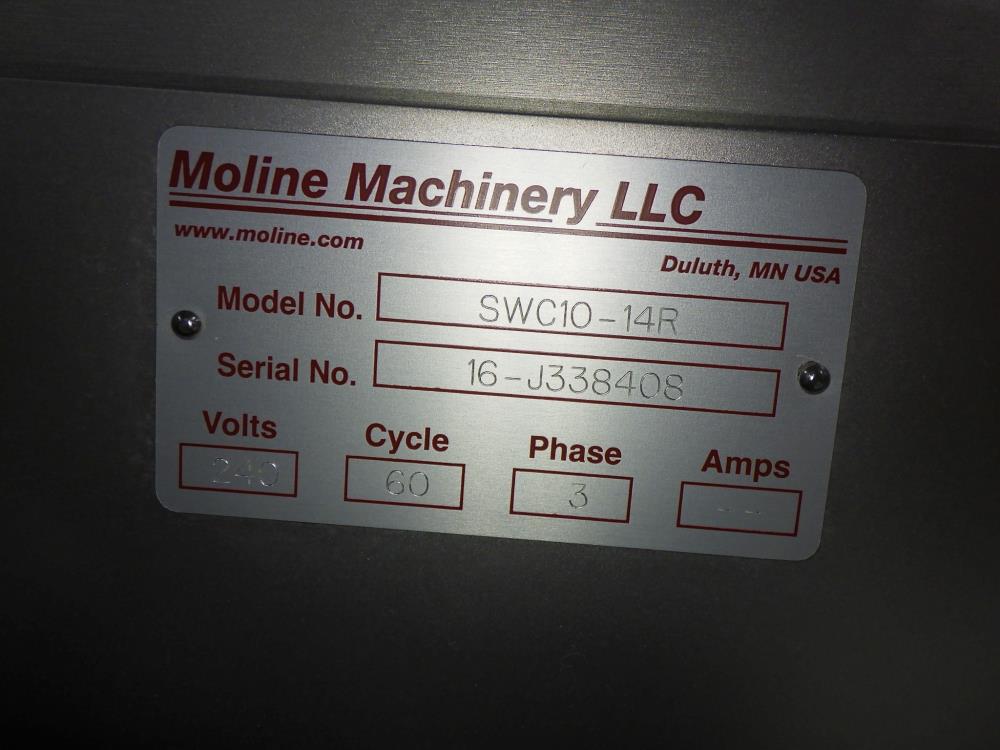 Moline Machinery LLC
www.moline.com
Duluth, MN USA
Model No. SWC10-14R
Serial No. 16-J338408
Volts Cycle Phase Amps
240 60 3 --